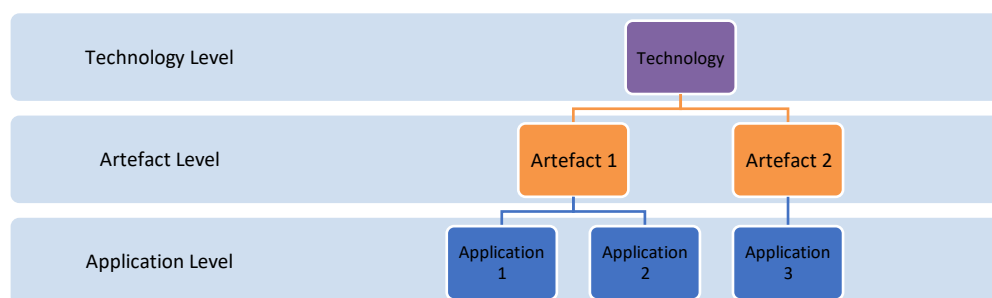 Technology Level
Technology
Artefact Level
Artefact 1
Artefact 2
Application Level
Application
1
Application
2
Application
3